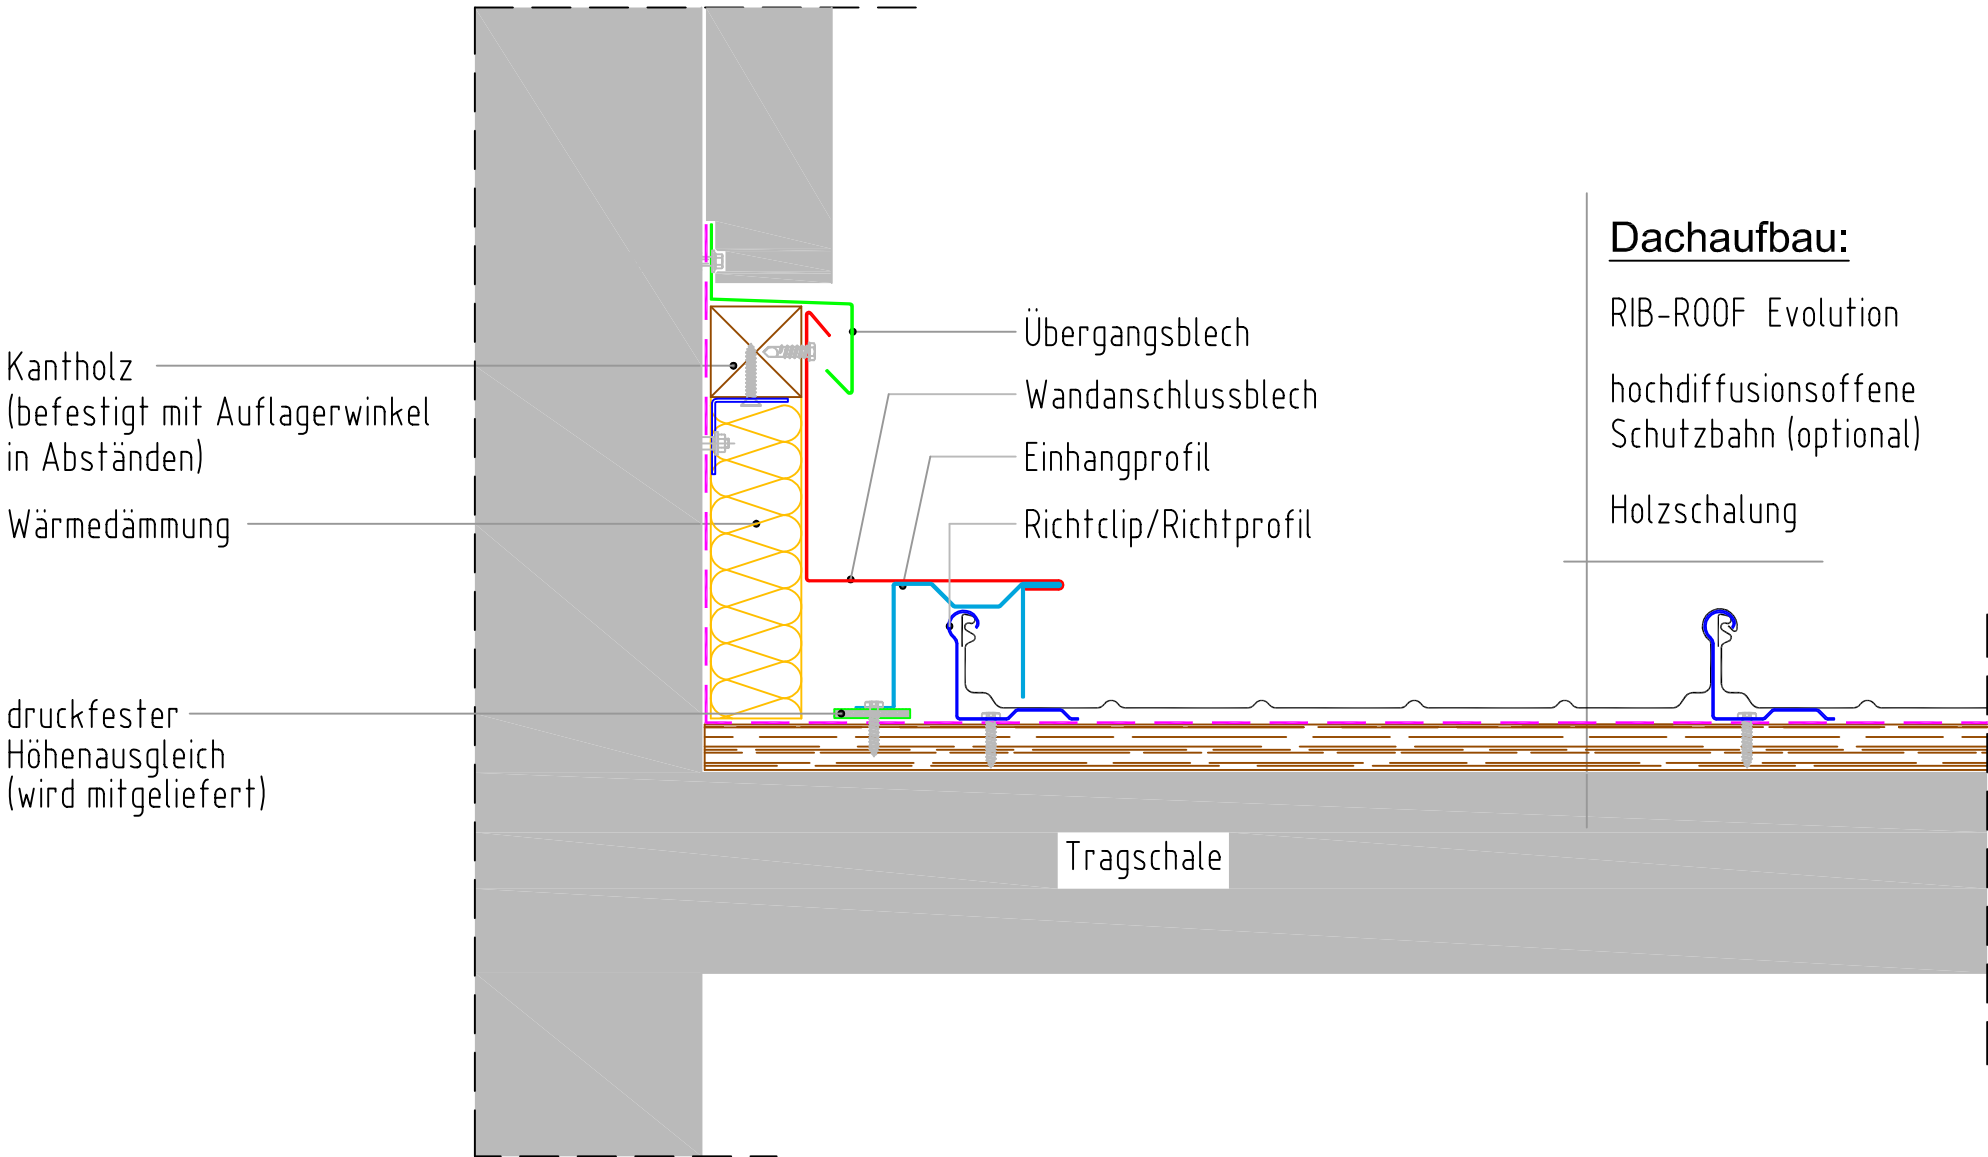 Dachaufbau:
RIB-ROOF Evolution
hochdiffusionsoffene
Schutzbahn (optional)
Holzschalung
Übergangsblech
Wandanschlussblech
Einhangprofil
Richtclip/Richtprofil
Kantholz
(befestigt mit Auflagerwinkel
in Abständen)
Wärmedämmung
druckfester
Höhenausgleich
(wird mitgeliefert)
Tragschale